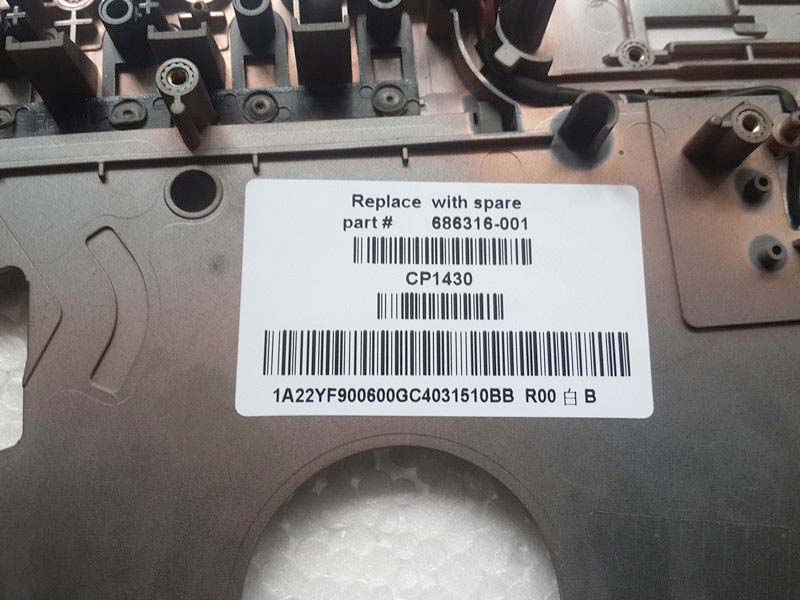 Replace with spare
part # 686316-001
CP1430
1A22YF900600GC4031510BB R00 白 B